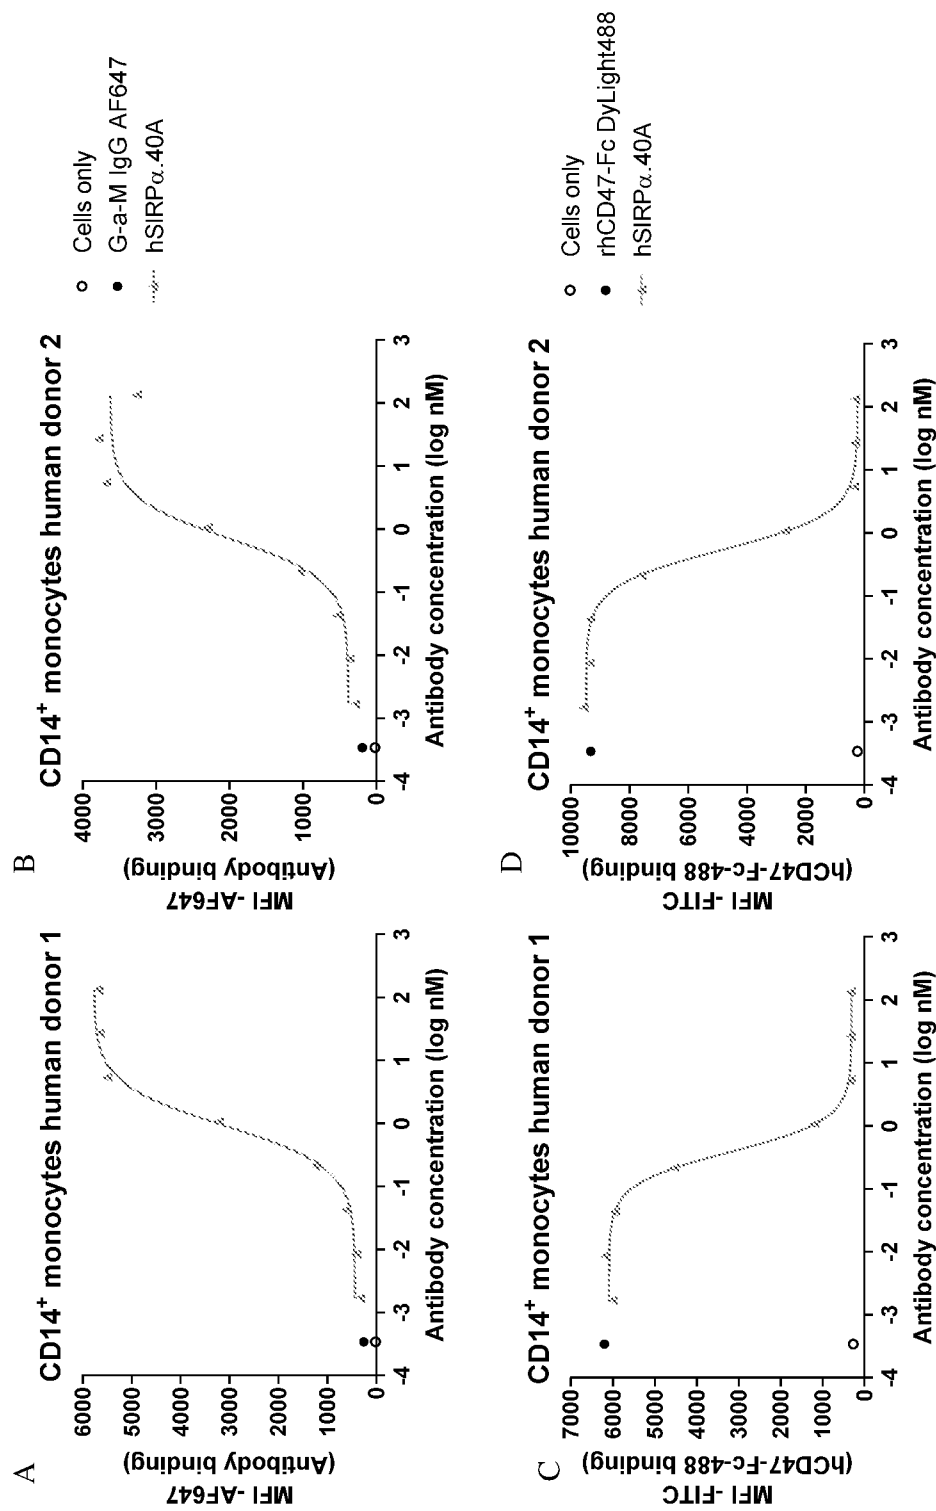 A
CD14+ monocytes human donor 1
MFI -AF647
(Antibody binding)
6000
5000
4000
3000
2000
1000
0
-4 -3 -2 -1 0 1 2 3
Antibody concentration (log nM)
B
CD14+ monocytes human donor 2
MFI -AF647
(Antibody binding)
4000
3000
2000
1000
0
-4 -3 -2 -1 0 1 2 3
Antibody concentration (log nM)
Cells only
G-a-M IgG AF647
hSIRPα.40A
C
CD14+ monocytes human donor 1
MFI -FITC
(hCD47-Fc-488 binding)
7000
6000
5000
4000
3000
2000
1000
0
-4 -3 -2 -1 0 1 2 3
Antibody concentration (log nM)
D
CD14+ monocytes human donor 2
MFI -FITC
(hCD47-Fc-488 binding)
10000
8000
6000
4000
2000
0
-4 -3 -2 -1 0 1 2 3
Antibody concentration (log nM)
Cells only
rhCD47-Fc DyLight488
hSIRPα.40A